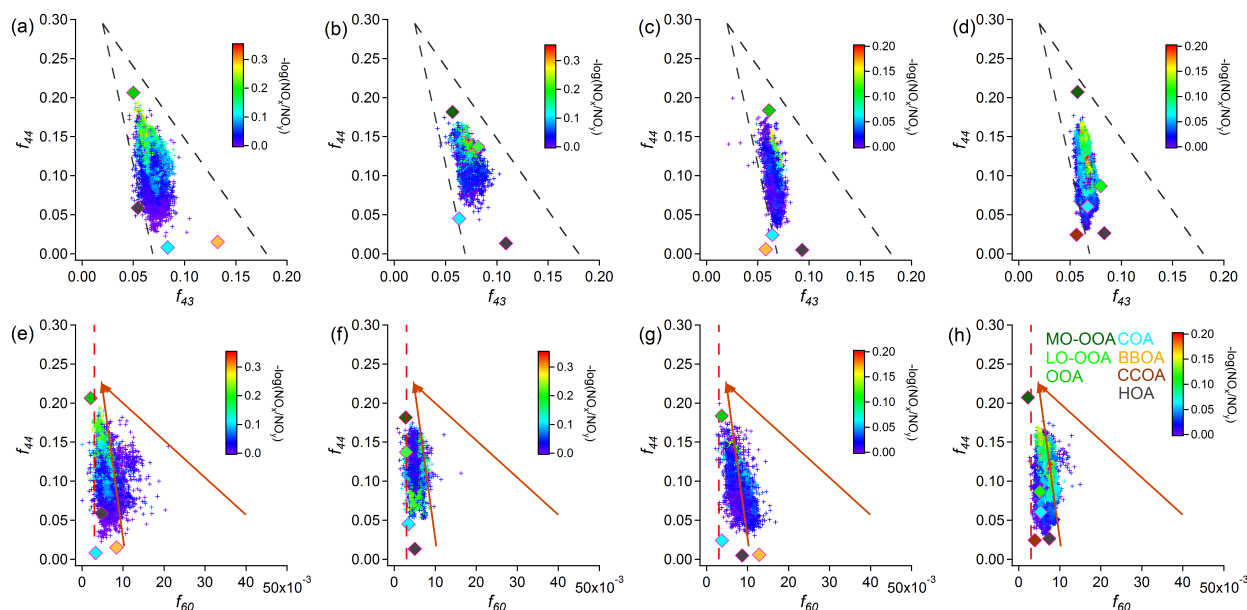 (a)
0.30
0.25
0.20
0.15
0.10
0.05
0.00
f44
0.00 0.05 0.10 0.15 0.20
f43
0.3
0.2
0.1
0.0
-log(NOx/NOy)
(b)
0.30
0.25
0.20
0.15
0.10
0.05
0.00
f44
0.00 0.05 0.10 0.15 0.20
f43
0.3
0.2
0.1
0.0
-log(NOx/NOy)
(c)
0.30
0.25
0.20
0.15
0.10
0.05
0.00
f44
0.00 0.05 0.10 0.15 0.20
f43
0.20
0.15
0.10
0.05
0.00
-log(NOx/NOy)
(d)
0.30
0.25
0.20
0.15
0.10
0.05
0.00
f44
0.00 0.05 0.10 0.15 0.20
f43
0.20
0.15
0.10
0.05
0.00
-log(NOx/NOy)
(e)
0.30
0.25
0.20
0.15
0.10
0.05
0.00
f44
0 10 20 30 40 50x10⁻³
f60
0.3
0.2
0.1
0.0
-log(NOx/NOy)
(f)
0.30
0.25
0.20
0.15
0.10
0.05
0.00
f44
0 10 20 30 40 50x10⁻³
f60
0.3
0.2
0.1
0.0
-log(NOx/NOy)
(g)
0.30
0.25
0.20
0.15
0.10
0.05
0.00
f44
0 10 20 30 40 50x10⁻³
f60
0.20
0.15
0.10
0.05
0.00
-log(NOx/NOy)
(h)
0.30
0.25
0.20
0.15
0.10
0.05
0.00
f44
0 10 20 30 40 50x10⁻³
f60
MO-OOA COA
LO-OOA BBOA
OOA CCOA
HOA
0.20
0.15
0.10
0.05
0.00
-log(NOx/NOy)